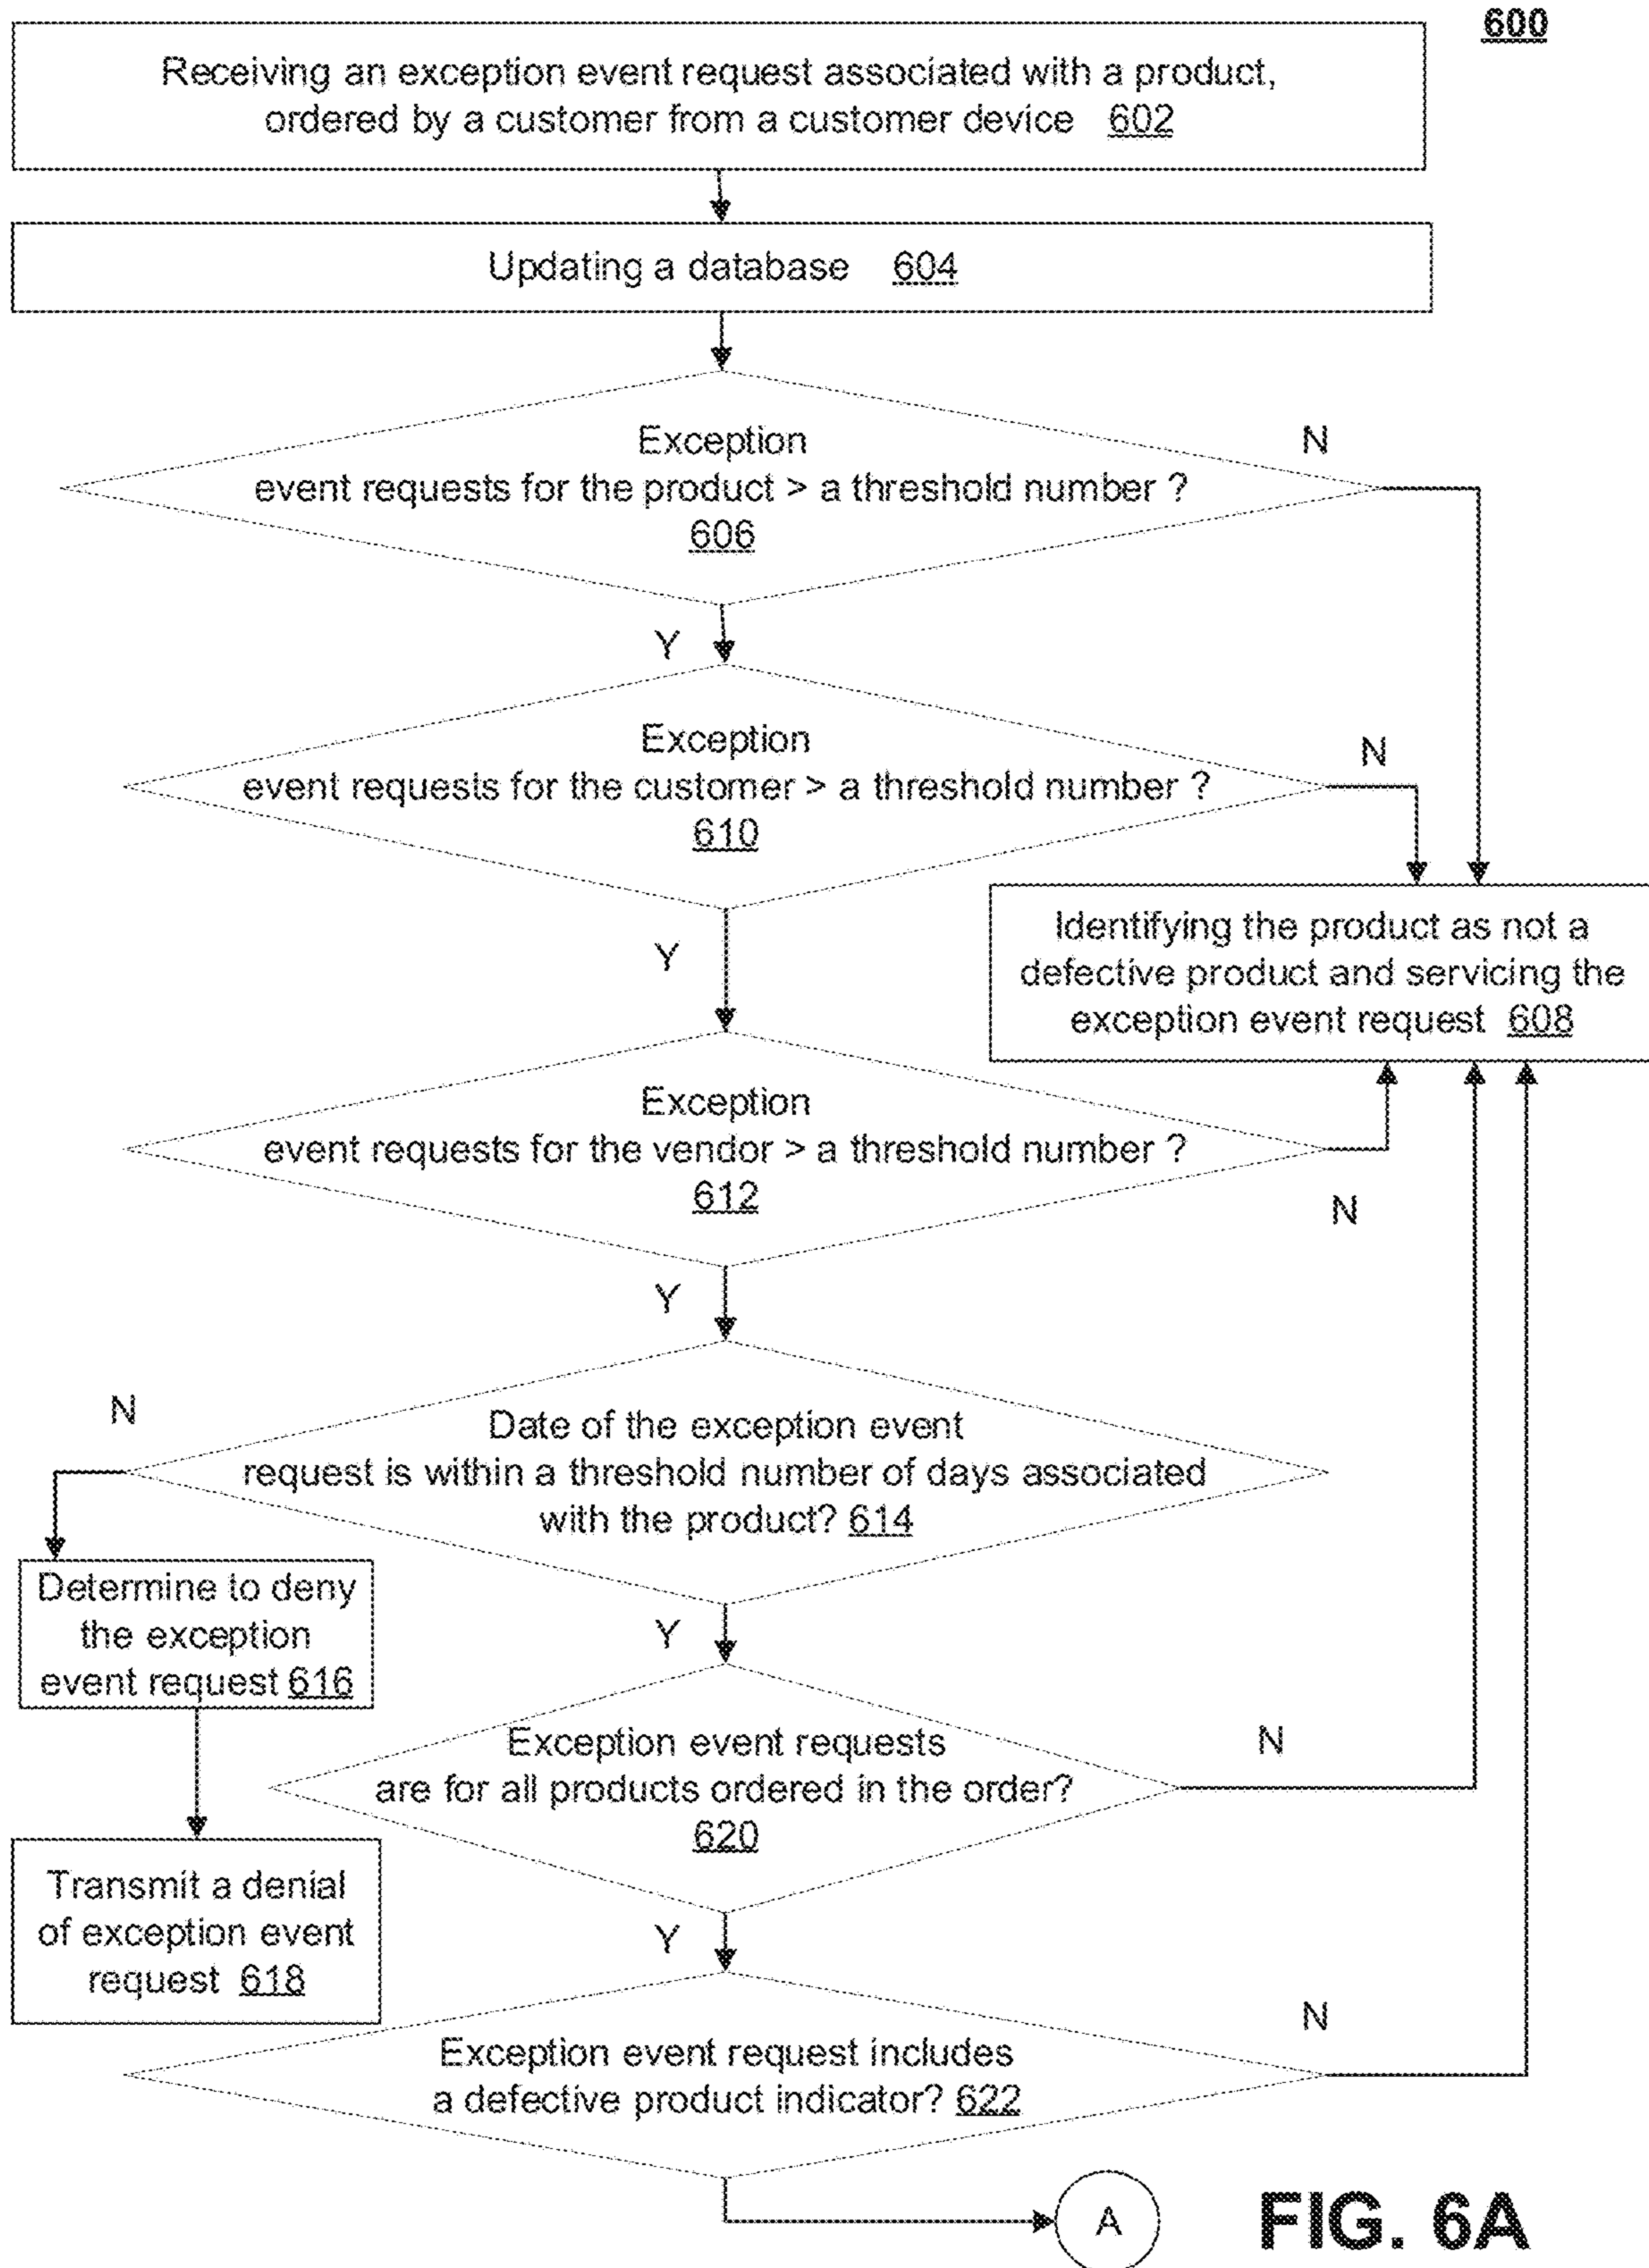 600
Receiving an exception event request associated with a product,
ordered by a customer from a customer device 602
Updating a database 604
Exception
event requests for the product > a threshold number ?
606
N
Y
Exception
event requests for the customer > a threshold number ?
610
N
Y
Identifying the product as not a
defective product and servicing the
exception event request 608
Exception
event requests for the vendor > a threshold number ?
612
N
Y
N
Date of the exception event
request is within a threshold number of days associated
with the product? 614
Determine to deny
the exception
event request 616
Y
Exception event requests
are for all products ordered in the order?
620
N
Transmit a denial
of exception event
request 618
Y
N
Exception event request includes
a defective product indicator? 622
A
FIG. 6A